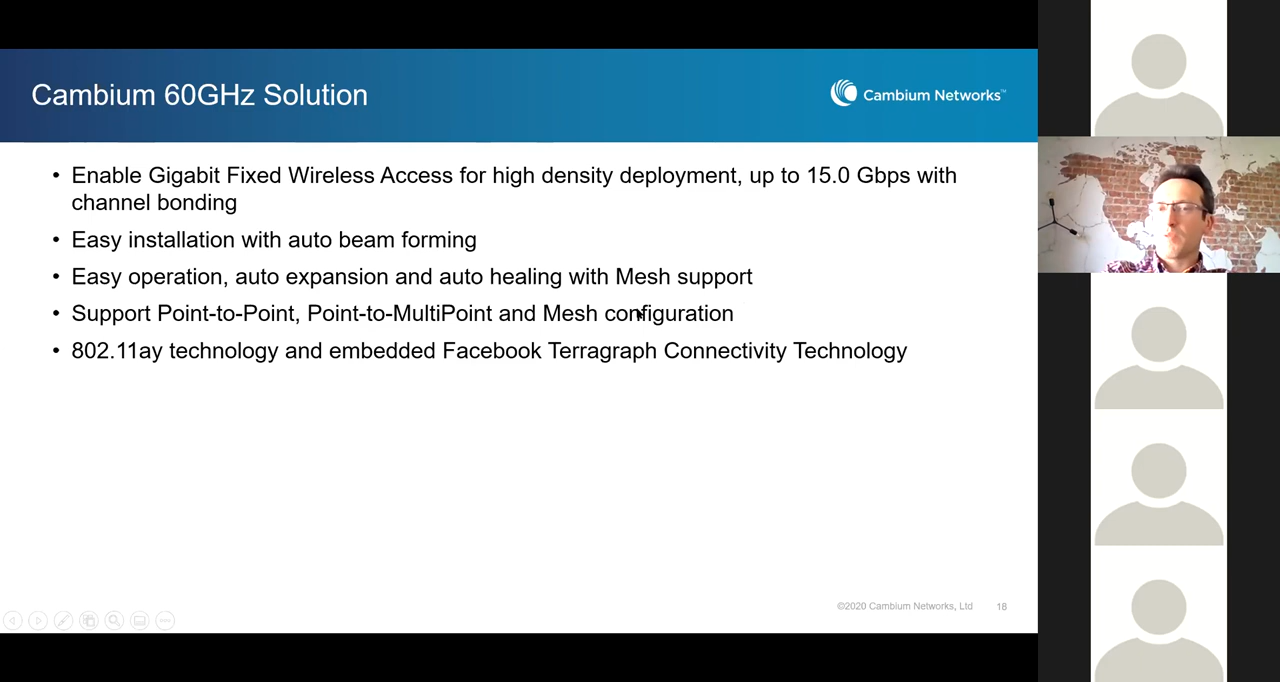 Cambium 60GHz Solution
Cambium Networks™
• Enable Gigabit Fixed Wireless Access for high density deployment, up to 15.0 Gbps with
channel bonding
• Easy installation with auto beam forming
• Easy operation, auto expansion and auto healing with Mesh support
• Support Point-to-Point, Point-to-MultiPoint and Mesh configuration
• 802.11ay technology and embedded Facebook Terragraph Connectivity Technology
©2020 Cambium Networks, Ltd 18